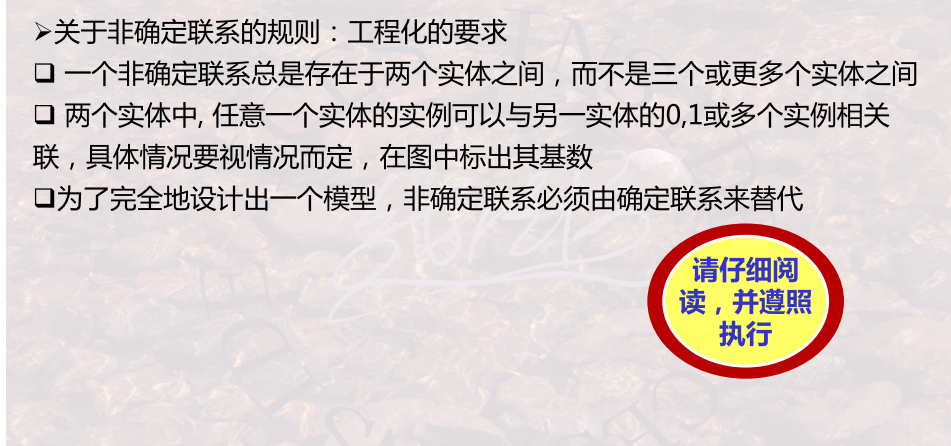 ➢关于非确定联系的规则：工程化的要求
❑ 一个非确定联系总是存在于两个实体之间，而不是三个或更多个实体之间
❑ 两个实体中, 任意一个实体的实例可以与另一实体的0,1或多个实例相关
联，具体情况要视情况而定，在图中标出其基数
❑为了完全地设计出一个模型，非确定联系必须由确定联系来替代
请仔细阅
读，并遵照
执行